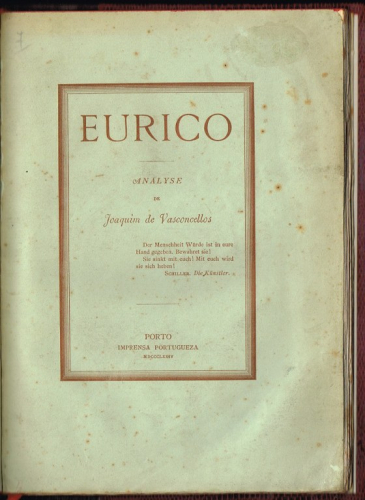 EURICO
ANÁLYSE
DE
Joaquim de Vasconcellos
Der Menschheit Würde ist in eure
Hand gegeben. Bewahret sie!
Sie sinkt mit euch! Mit euch wird
sie sich heben!
SCHILLER. Die Künstler.
PORTO
IMPRENSA PORTUGUEZA